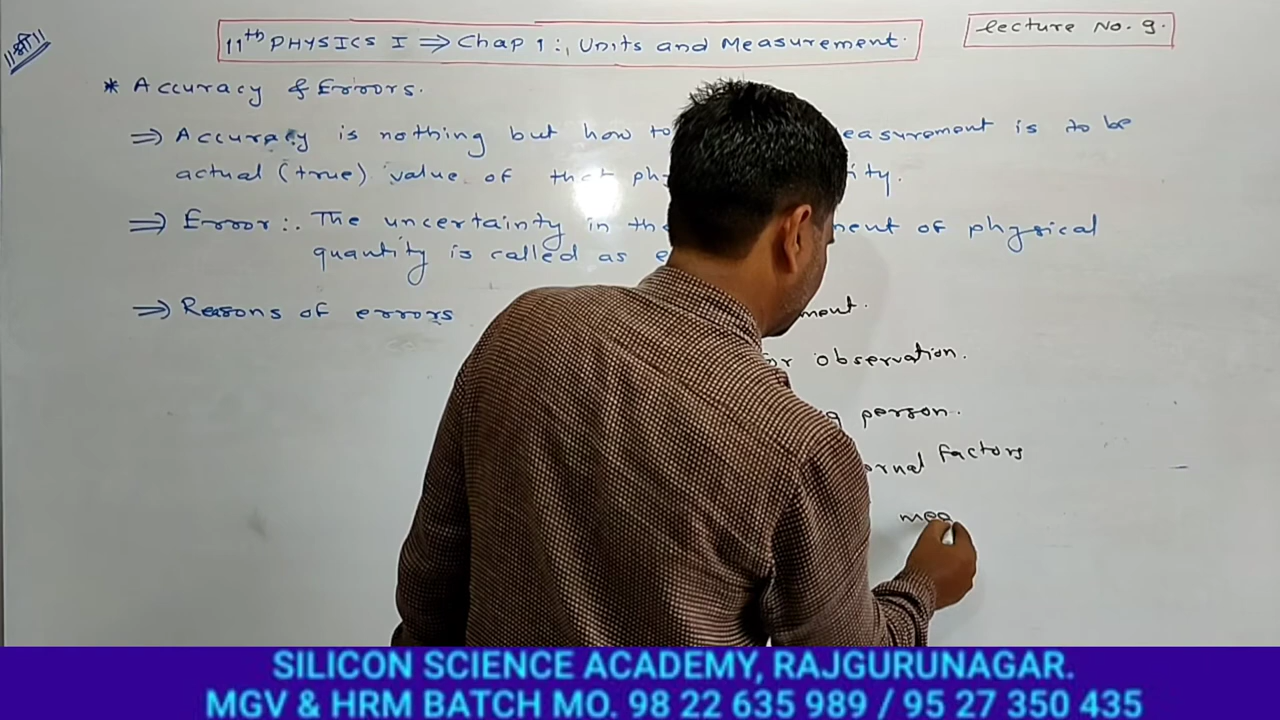 ॥श्री॥
11th PHYSICS I ⇒ Chap 1:, Units and Measurement.
lecture No. 9.
* Accuracy & Errors.
⇒ Accuracy is nothing but how to easurement is to be
actual (true) value of that ph ity.
⇒ Error:. The uncertainty in the ent of physical
quantity is called as e
⇒ Reasons of errors ment.
or observation.
g person.
ernal factors
mea
SILICON SCIENCE ACADEMY, RAJGURUNAGAR.
MGV & HRM BATCH MO. 98 22 635 989 / 95 27 350 435